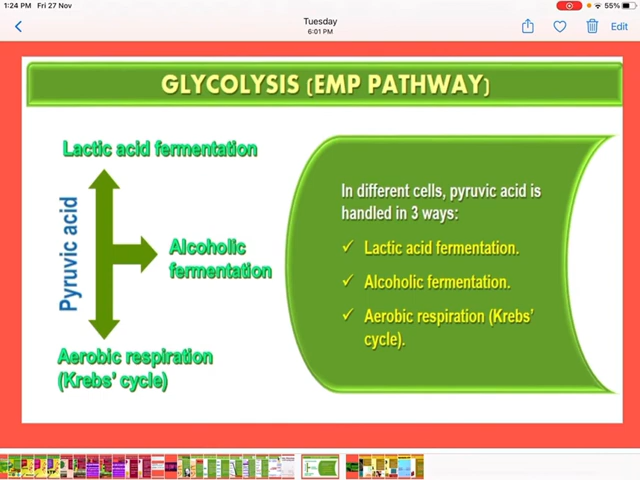 1:24 PM Fri 27 Nov
55%
Tuesday
6:01 PM
Edit
GLYCOLYSIS (EMP PATHWAY)
Lactic acid fermentation
Pyruvic acid
Alcoholic
fermentation
Aerobic respiration
(Krebs' cycle)
In different cells, pyruvic acid is
handled in 3 ways:
✓ Lactic acid fermentation.
✓ Alcoholic fermentation.
✓ Aerobic respiration (Krebs'
cycle).